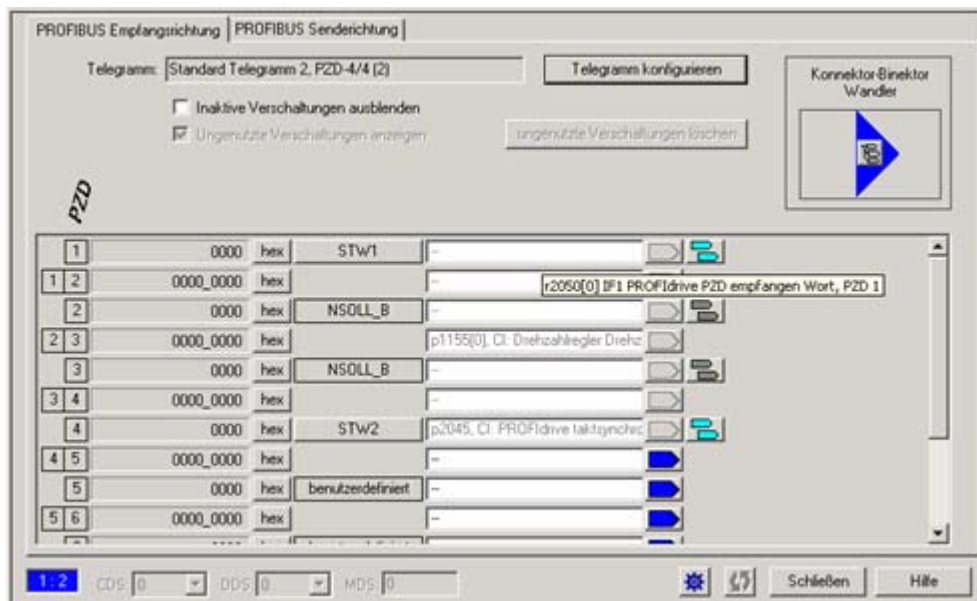 PROFIBUS Empfangsrichtung PROFIBUS Senderichtung
Telegramm: Standard Telegramm 2, PZD-4/4 (2) Telegramm konfigurieren
Konnektor-Binektor
Wandler
Inaktive Verschaltungen ausblenden
Ungenutzte Verschaltungen anzeigen ungenutzte Verschaltungen löschen
PZD
1 0000 hex STW1 --
1 2 0000_0000 hex --
r2050[0] IF1 PROFIdrive PZD empfangen Wort, PZD 1
2 0000 hex NSOLL_B --
2 3 0000_0000 hex p1155[0], CI: Drehzahlregler Drehz
3 0000 hex NSOLL_B --
3 4 0000_0000 hex --
4 0000 hex STW2 p2045, CI: PROFIdrive taktsynchro
4 5 0000_0000 hex --
5 0000 hex benutzerdefiniert --
5 6 0000_0000 hex --
1 : 2 CDS: 0 DDS: 0 MDS: 0 Schließen Hilfe